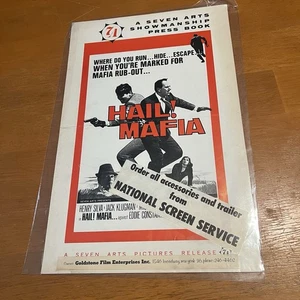 71
A SEVEN ARTS
SHOWMANSHIP
PRESS BOOK
WHERE DO YOU RUN...HIDE...ESCAPE
WHEN YOU'RE MARKED FOR
MAFIA RUB-OUT...
HAIL!
MAFIA
Order all accessories and trailer
from
NATIONAL SCREEN SERVICE
HENRY SILVA · JACK KLUGMAN
HAIL! MAFIA
EDDIE
A SEVEN ARTS PICTURES RELEASE
Goldstone Film Enterprises Inc.